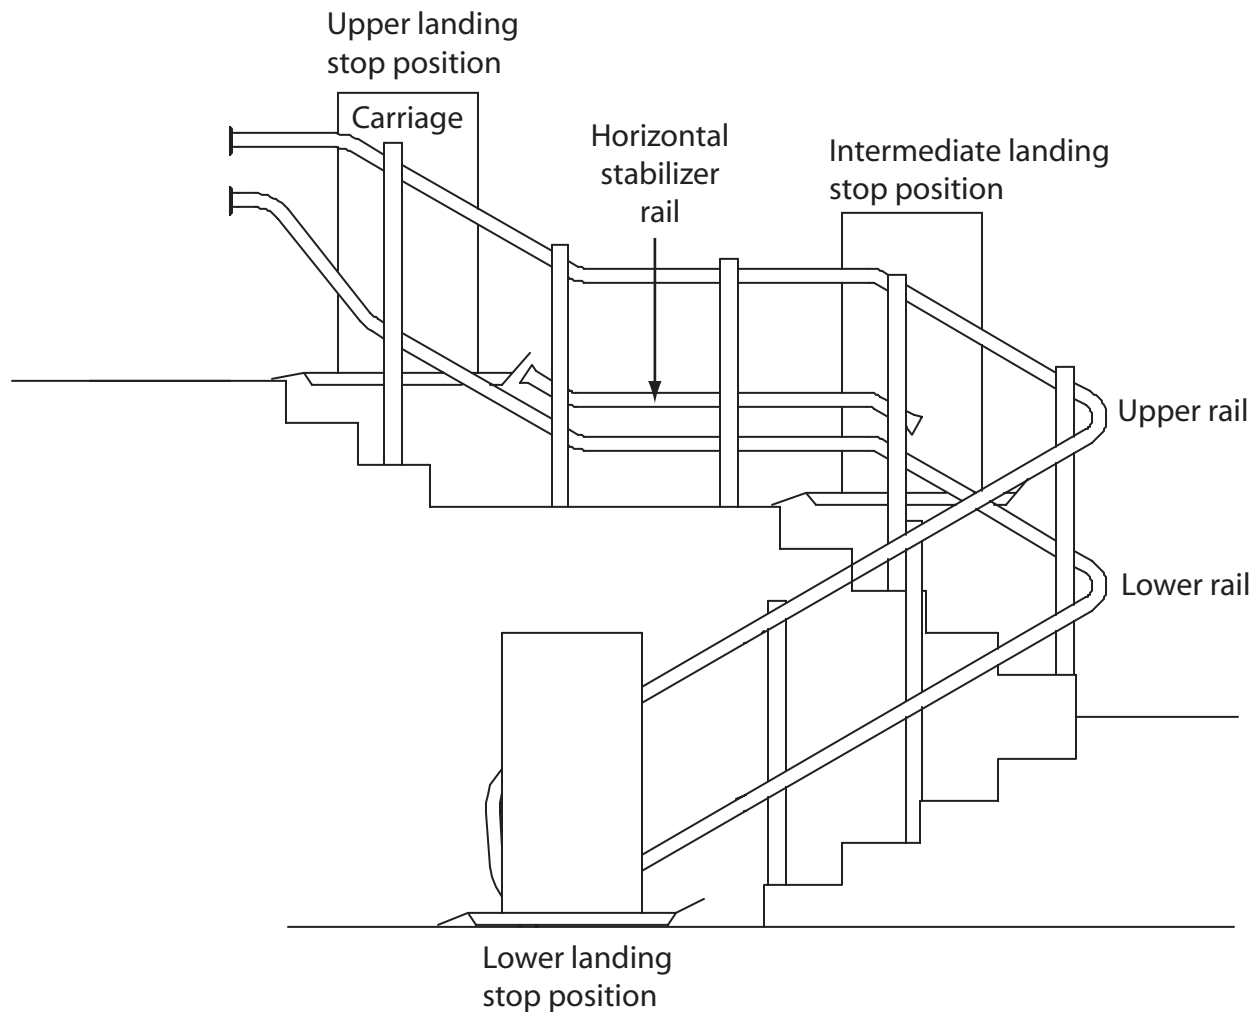 Upper landing
stop position
Carriage
Horizontal
stabilizer
rail
Intermediate landing
stop position
Upper rail
Lower rail
Lower landing
stop position